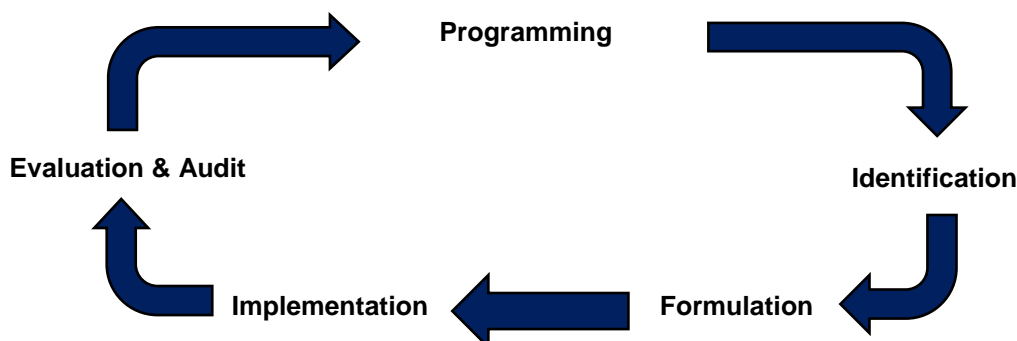 Programming
Evaluation & Audit
Identification
Implementation
Formulation